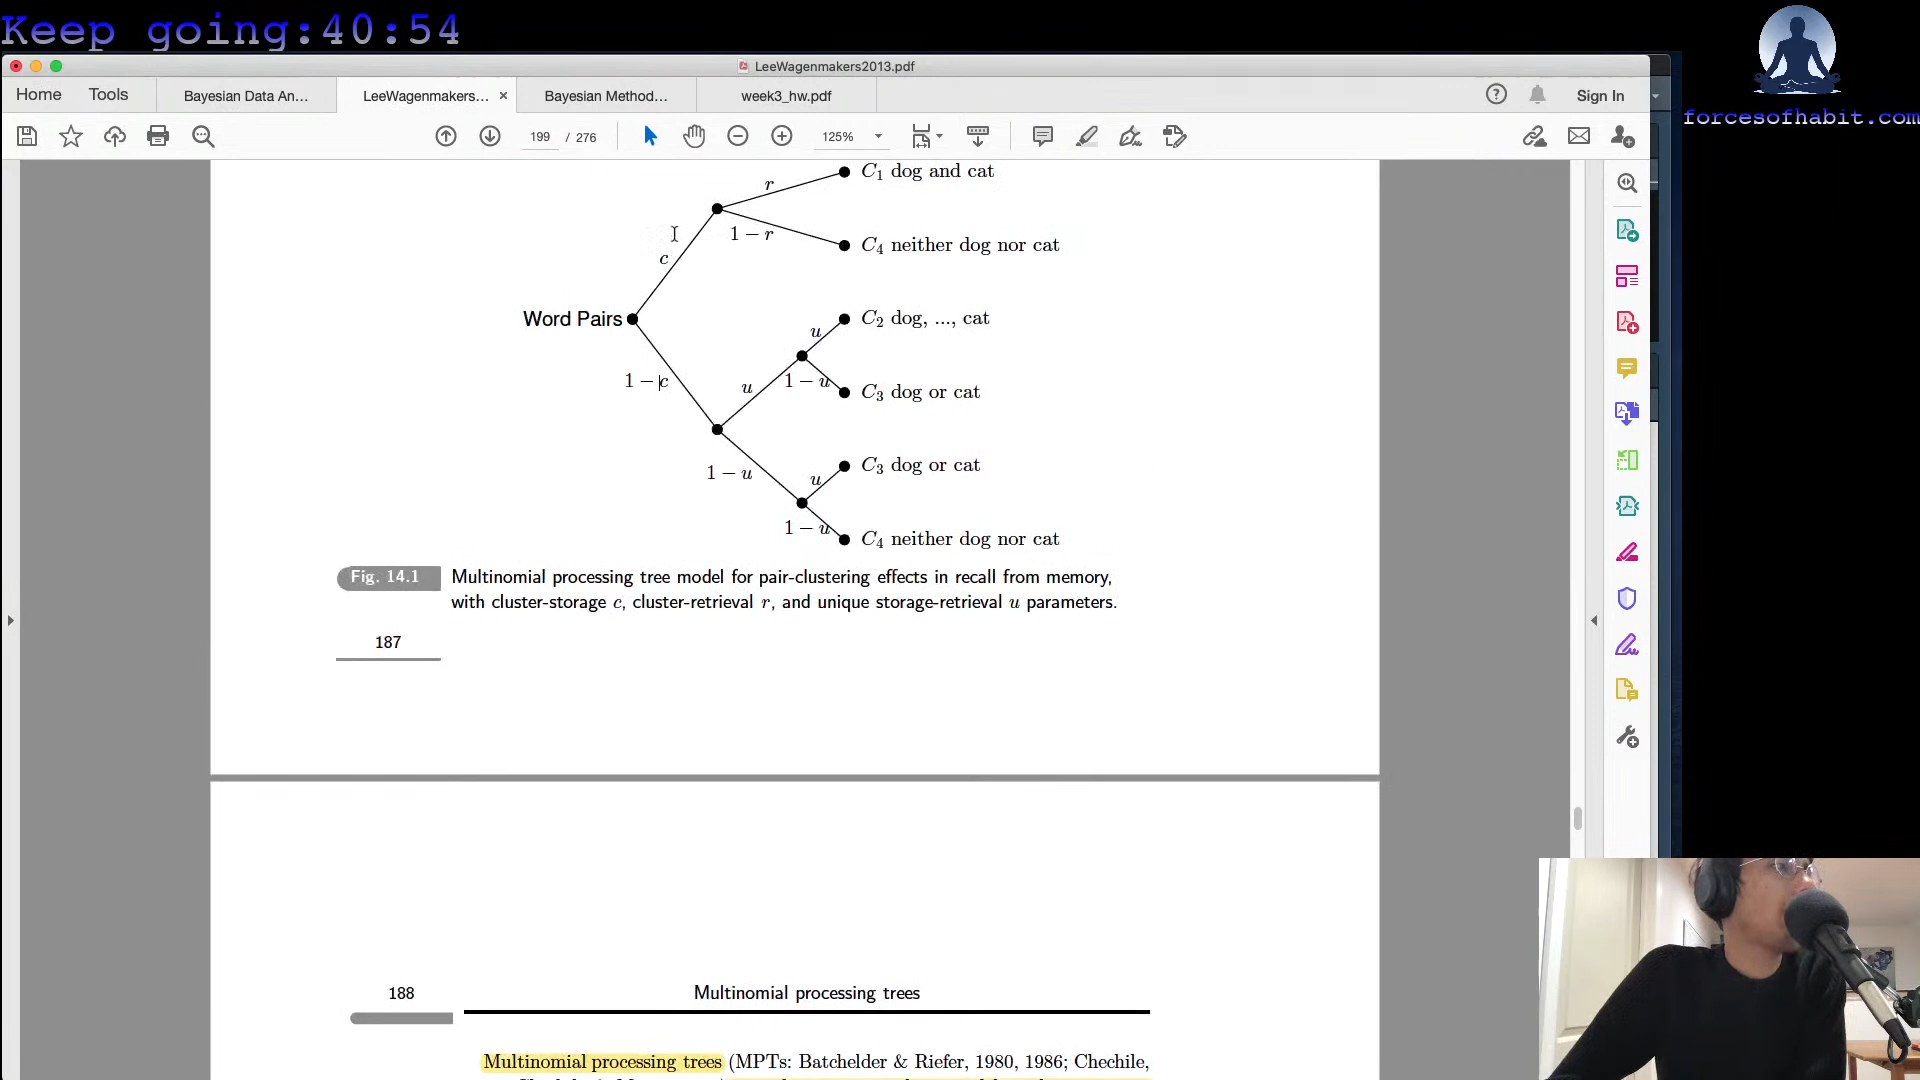 Keep going:40:54
forcesofhabit.com
LeeWagenmakers2013.pdf
Home Tools Bayesian Data An... LeeWagenmakers... × Bayesian Method... week3_hw.pdf Sign In
199 / 276 125%
r C1 dog and cat
1 − r C4 neither dog nor cat
c
Word Pairs
u C2 dog, ..., cat
1 − c
u 1 − u C3 dog or cat
1 − u u C3 dog or cat
1 − u C4 neither dog nor cat
Fig. 14.1 Multinomial processing tree model for pair-clustering effects in recall from memory,
with cluster-storage c, cluster-retrieval r, and unique storage-retrieval u parameters.
187
188 Multinomial processing trees
Multinomial processing trees (MPTs: Batchelder & Riefer, 1980, 1986; Chechile,